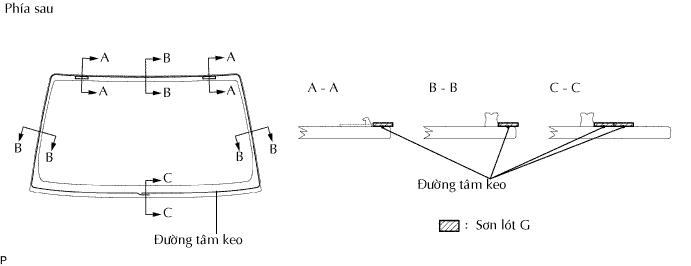 Phía sau
A
B
A
A
B
A
B
B
B
B
C
C
Đường tâm keo
A - A
B - B
C - C
Đường tâm keo
: Sơn lót G
P